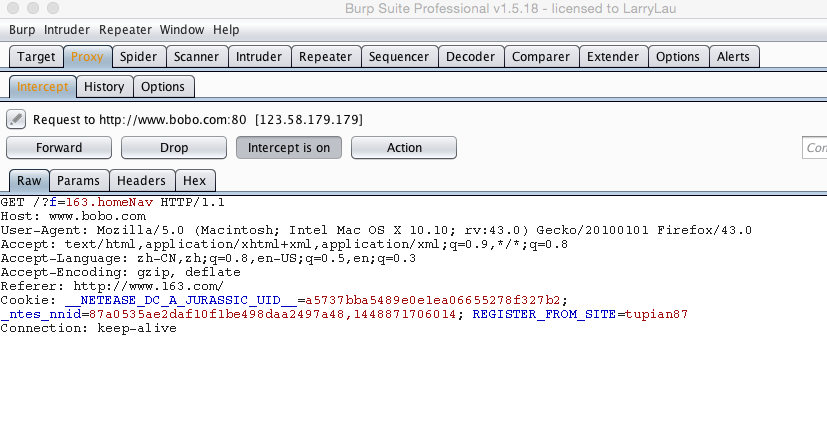 Burp Suite Professional v1.5.18 - licensed to LarryLau
Burp Intruder Repeater Window Help
Target Proxy Spider Scanner Intruder Repeater Sequencer Decoder Comparer Extender Options Alerts
Intercept History Options
Request to http://www.bobo.com:80 [123.58.179.179]
Forward Drop Intercept is on Action
Raw Params Headers Hex
GET /?f=163.homeNav HTTP/1.1
Host: www.bobo.com
User-Agent: Mozilla/5.0 (Macintosh; Intel Mac OS X 10.10; rv:43.0) Gecko/20100101 Firefox/43.0
Accept: text/html,application/xhtml+xml,application/xml;q=0.9,*/*;q=0.8
Accept-Language: zh-CN,zh;q=0.8,en-US;q=0.5,en;q=0.3
Accept-Encoding: gzip, deflate
Referer: http://www.163.com/
Cookie: __NETEASE_DC_A_JURASSIC_UID__=a5737bba5489e0e1ea06655278f327b2;
_ntes_nnid=87a0535ae2daf10f1be498daa2497a48,1448871706014; REGISTER_FROM_SITE=tupian87
Connection: keep-alive